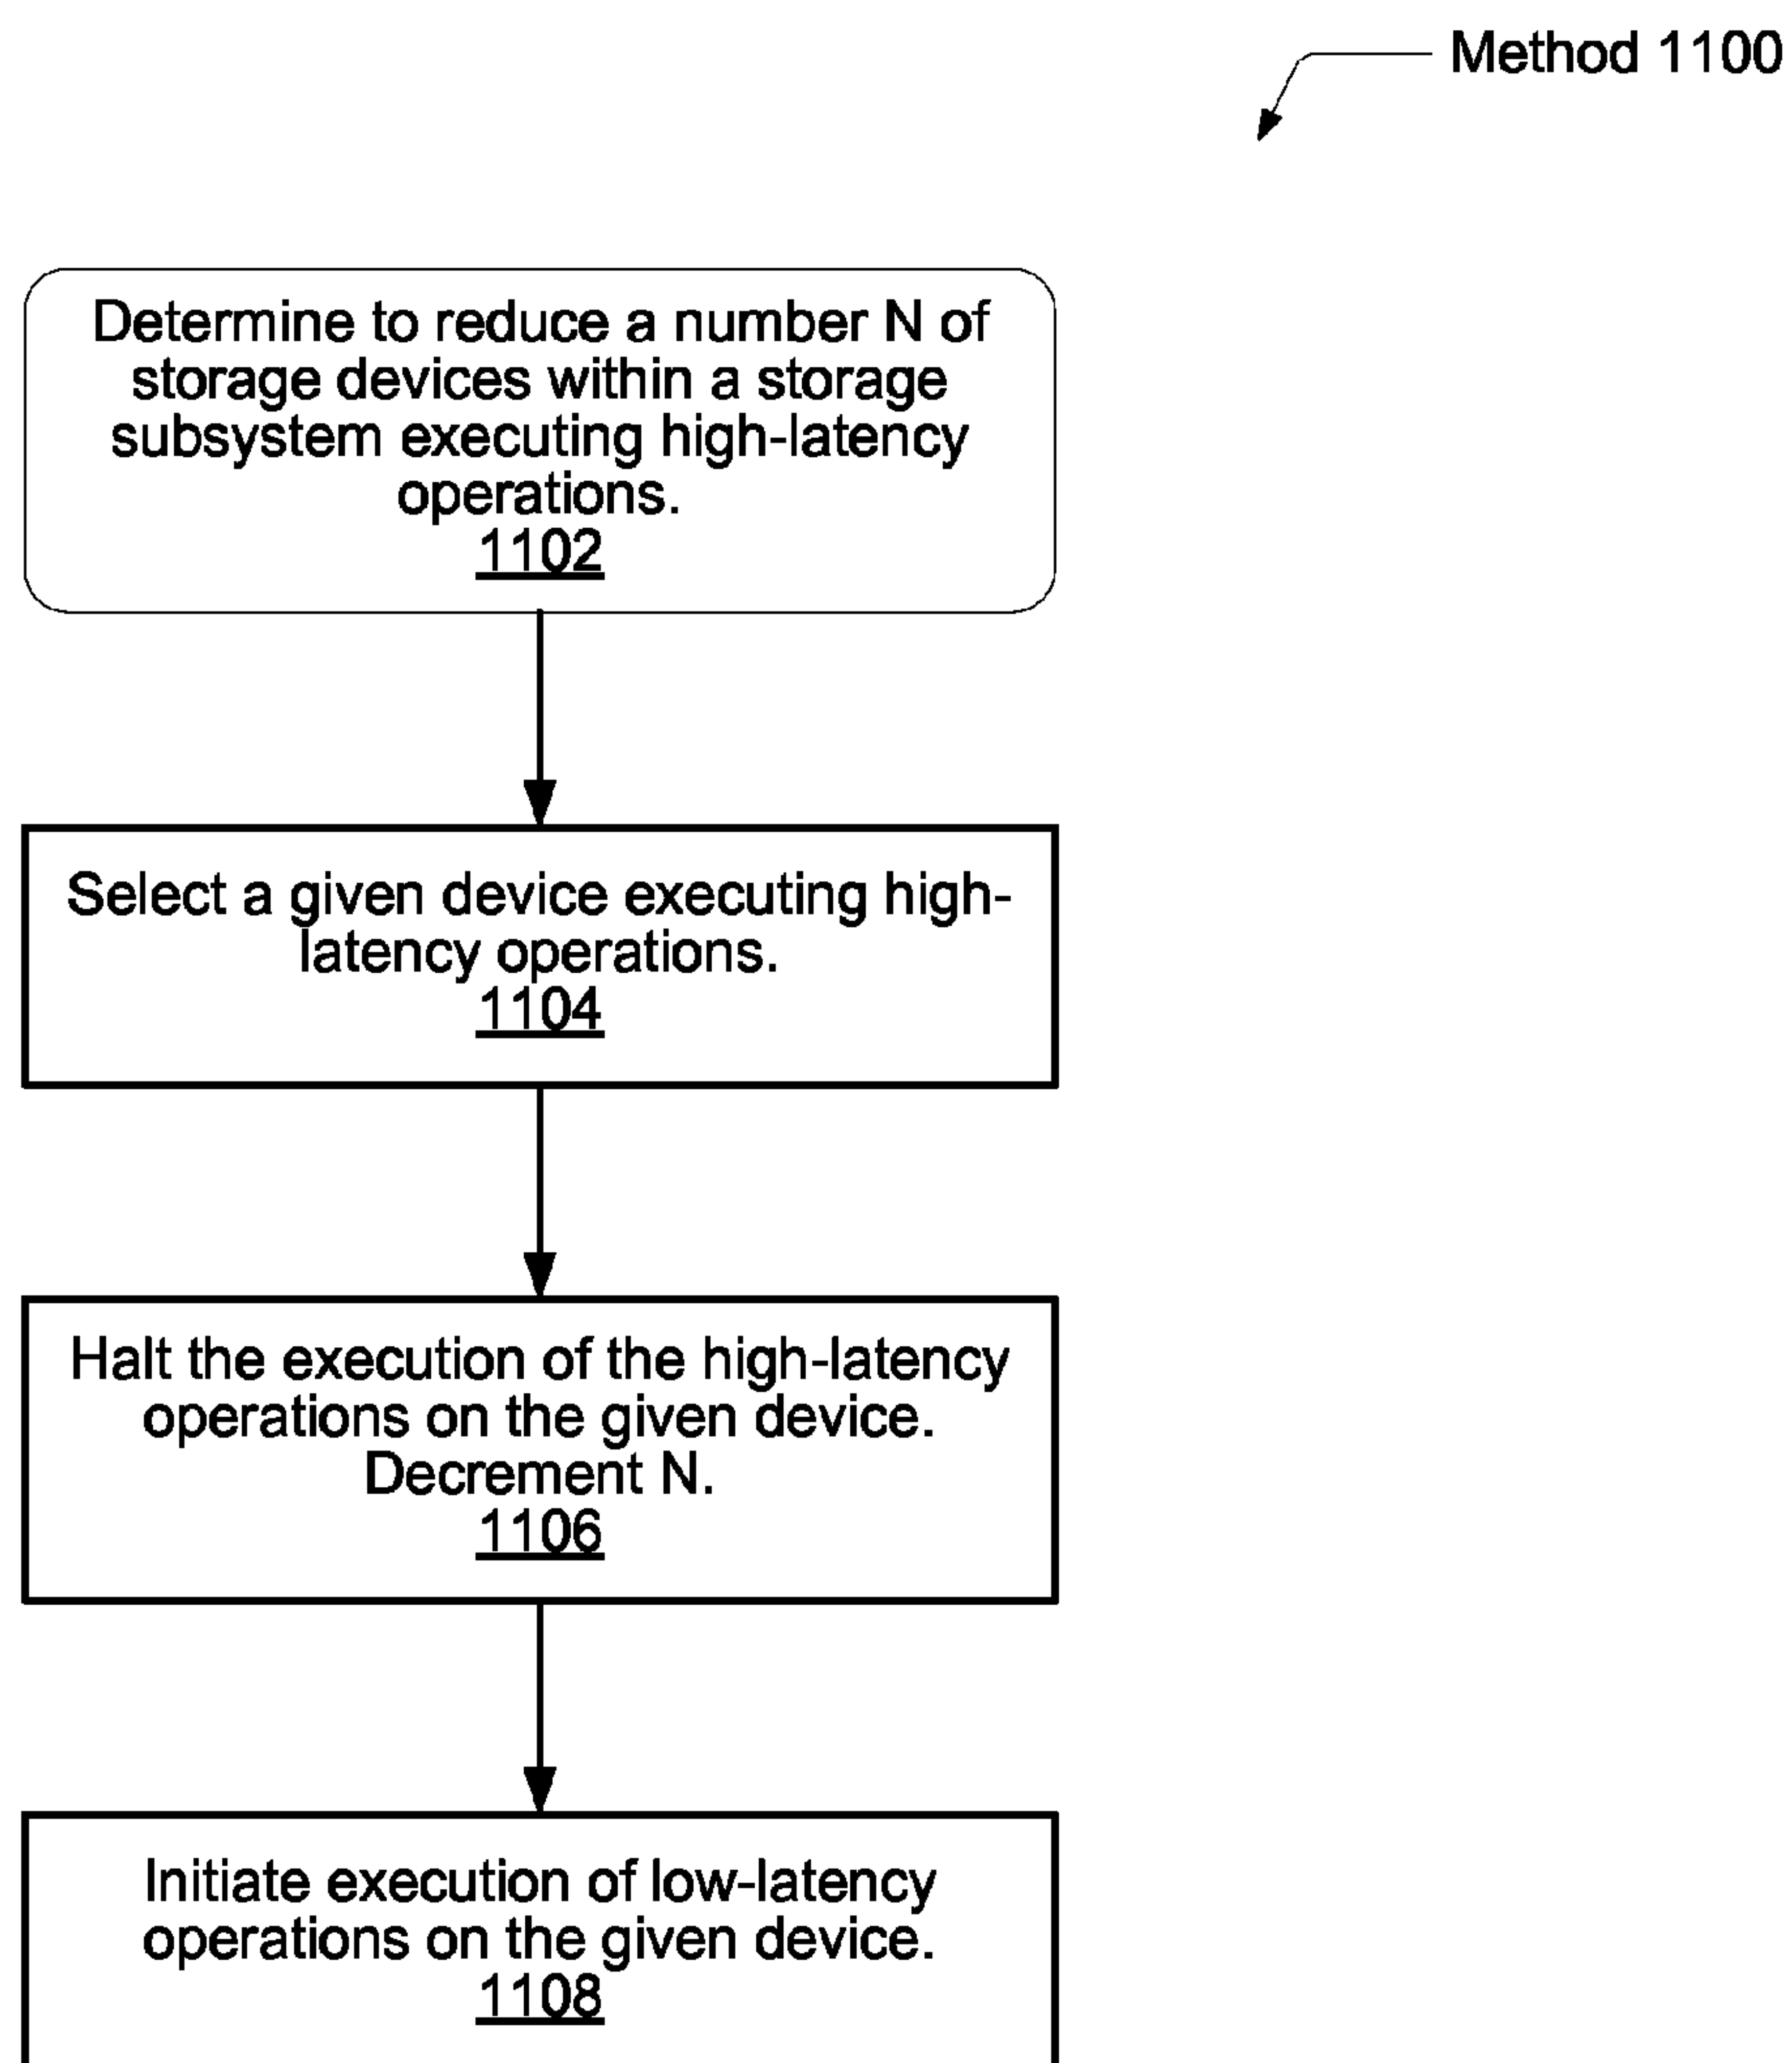 Method 1100
Determine to reduce a number N of
storage devices within a storage
subsystem executing high-latency
operations.
1102
Select a given device executing high-
latency operations.
1104
Halt the execution of the high-latency
operations on the given device.
Decrement N.
1106
Initiate execution of low-latency
operations on the given device.
1108